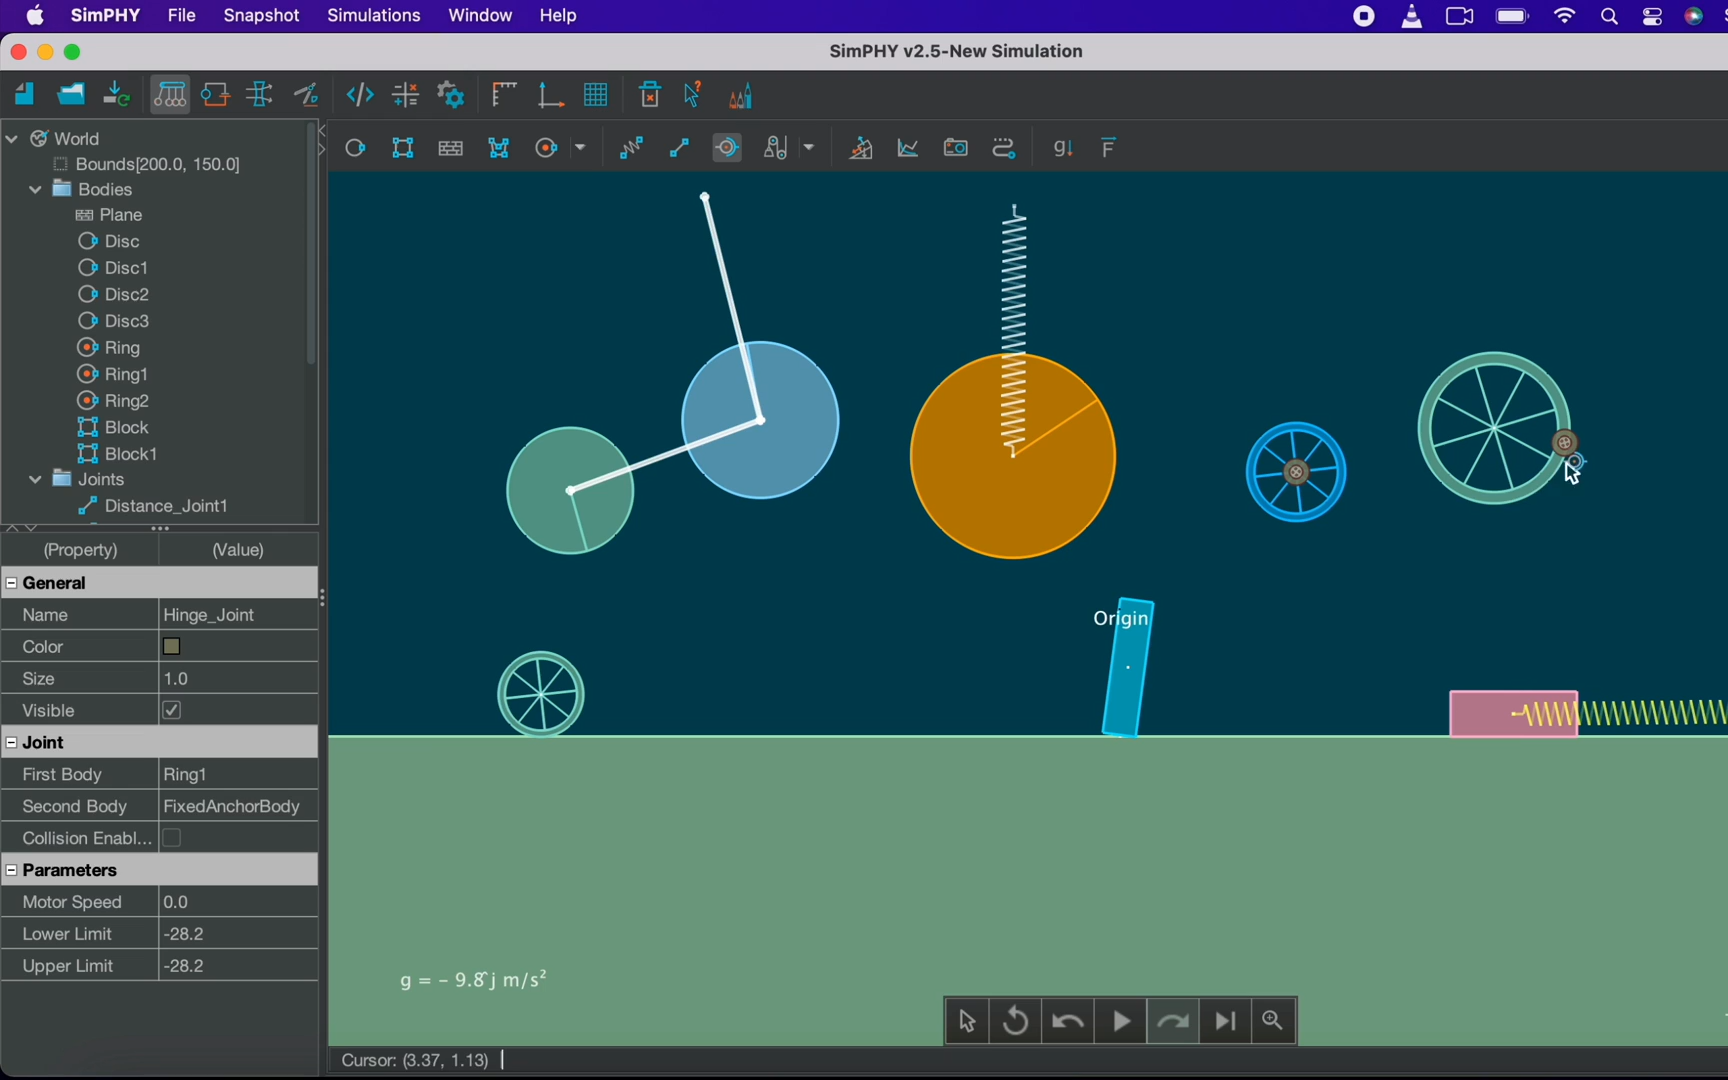 SimPHY File Snapshot Simulations Window Help
SimPHY v2.5-New Simulation
World
Bounds[200.0, 150.0]
Bodies
Plane
Disc
Disc1
Disc2
Disc3
Ring
Ring1
Ring2
Block
Block1
Joints
Distance_Joint1
(Property) (Value)
General
Name Hinge_Joint
Color
Size 1.0
Visible
Joint
First Body Ring1
Second Body FixedAnchorBody
Collision Enabl...
Parameters
Motor Speed 0.0
Lower Limit -28.2
Upper Limit -28.2
g↓ F
Origin
g = - 9.8ĵ m/s²
Cursor: (3.37, 1.13)